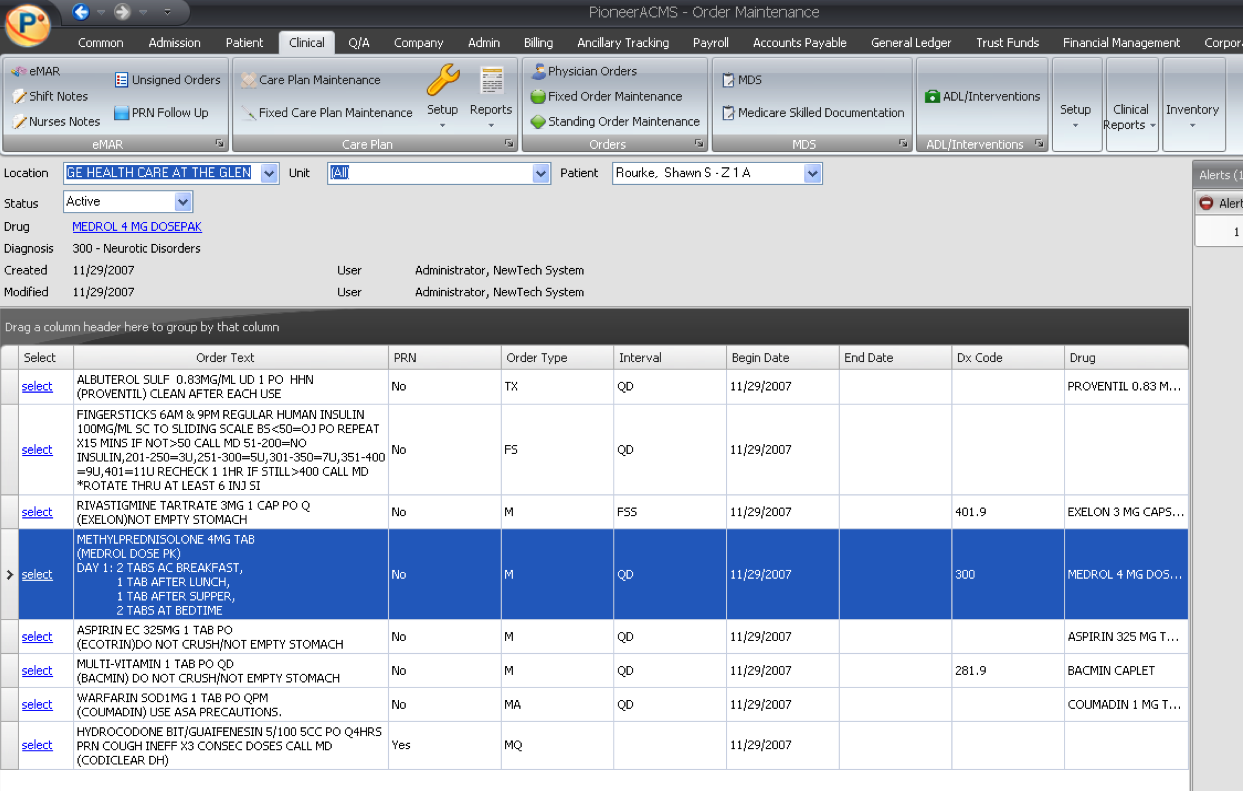 PioneerACMS - Order Maintenance
Common Admission Patient Clinical Q/A Company Admin Billing Ancillary Tracking Payroll Accounts Payable General Ledger Trust Funds Financial Management Corpor
eMAR
Shift Notes
Nurses Notes
Unsigned Orders
PRN Follow Up
eMAR
Care Plan Maintenance
Fixed Care Plan Maintenance
Setup
Reports
Care Plan
Physician Orders
Fixed Order Maintenance
Standing Order Maintenance
Orders
MDS
Medicare Skilled Documentation
MDS
ADL/Interventions
ADL/Interventions
Setup
Clinical
Reports
Inventory
Location GE HEALTH CARE AT THE GLEN Unit (All) Patient Rourke, Shawn S - Z 1 A
Status Active
Drug MEDROL 4 MG DOSEPAK
Diagnosis 300 - Neurotic Disorders
Created 11/29/2007 User Administrator, NewTech System
Modified 11/29/2007 User Administrator, NewTech System
Alerts (1
Alert
1
Drag a column header here to group by that column
Select Order Text PRN Order Type Interval Begin Date End Date Dx Code Drug
ALBUTEROL SULF 0.83MG/ML UD 1 PO HHN
(PROVENTIL) CLEAN AFTER EACH USE
select No TX QD 11/29/2007 PROVENTIL 0.83 M...
FINGERSTICKS 6AM & 9PM REGULAR HUMAN INSULIN
100MG/ML SC TO SLIDING SCALE BS<50=OJ PO REPEAT
X15 MINS IF NOT>50 CALL MD 51-200=NO
INSULIN,201-250=3U,251-300=5U,301-350=7U,351-400
=9U,401=11U RECHECK 1 1HR IF STILL>400 CALL MD
*ROTATE THRU AT LEAST 6 INJ SI
select No FS QD 11/29/2007
RIVASTIGMINE TARTRATE 3MG 1 CAP PO Q
(EXELON)NOT EMPTY STOMACH
select No M FSS 11/29/2007 401.9 EXELON 3 MG CAPS...
METHYLPREDNISOLONE 4MG TAB
(MEDROL DOSE PK)
DAY 1: 2 TABS AC BREAKFAST,
1 TAB AFTER LUNCH,
1 TAB AFTER SUPPER,
2 TABS AT BEDTIME
select No M QD 11/29/2007 300 MEDROL 4 MG DOS...
ASPIRIN EC 325MG 1 TAB PO
(ECOTRIN)DO NOT CRUSH/NOT EMPTY STOMACH
select No M QD 11/29/2007 ASPIRIN 325 MG T...
MULTI-VITAMIN 1 TAB PO QD
(BACMIN) DO NOT CRUSH/NOT EMPTY STOMACH
select No M QD 11/29/2007 281.9 BACMIN CAPLET
WARFARIN SOD1MG 1 TAB PO QPM
(COUMADIN) USE ASA PRECAUTIONS.
select No MA QD 11/29/2007 COUMADIN 1 MG T...
HYDROCODONE BIT/GUAIFENESIN 5/100 5CC PO Q4HRS
PRN COUGH INEFF X3 CONSEC DOSES CALL MD
(CODICLEAR DH)
select Yes MQ 11/29/2007